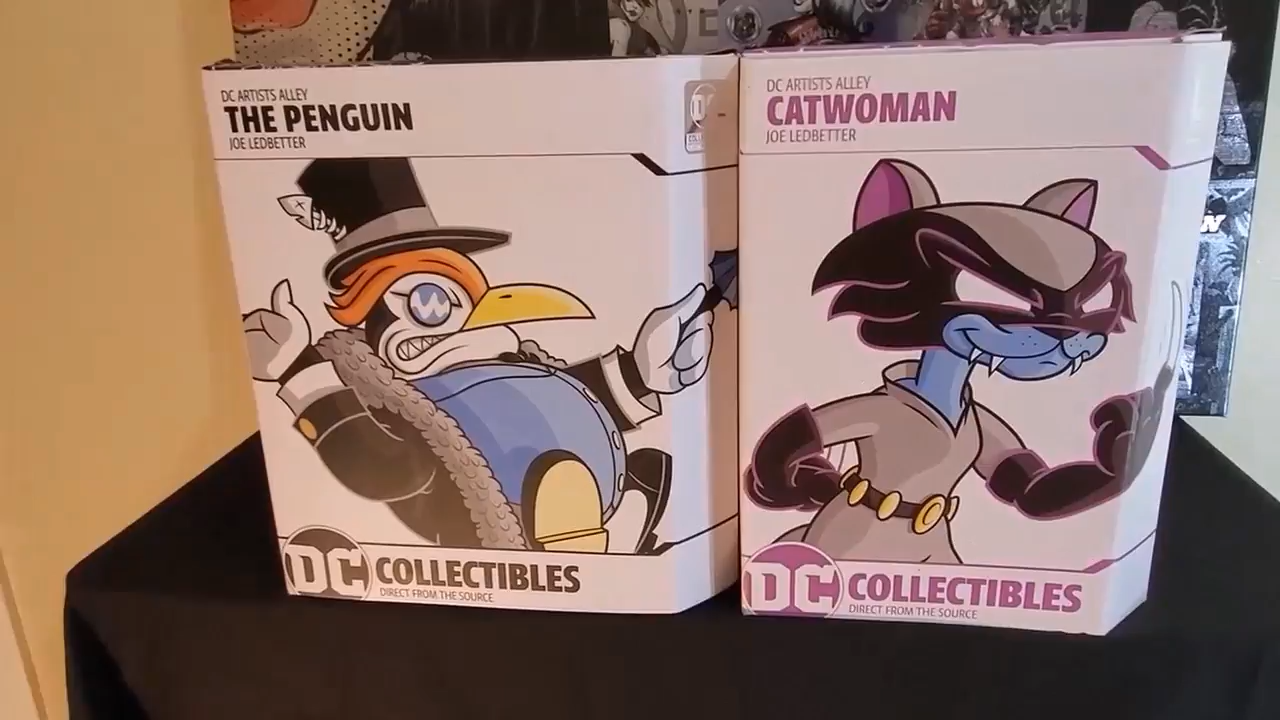 DC ARTISTS ALLEY
THE PENGUIN
JOE LEDBETTER
DC COLLECTIBLES
DIRECT FROM THE SOURCE
DC ARTISTS ALLEY
CATWOMAN
JOE LEDBETTER
DC COLLECTIBLES
DIRECT FROM THE SOURCE